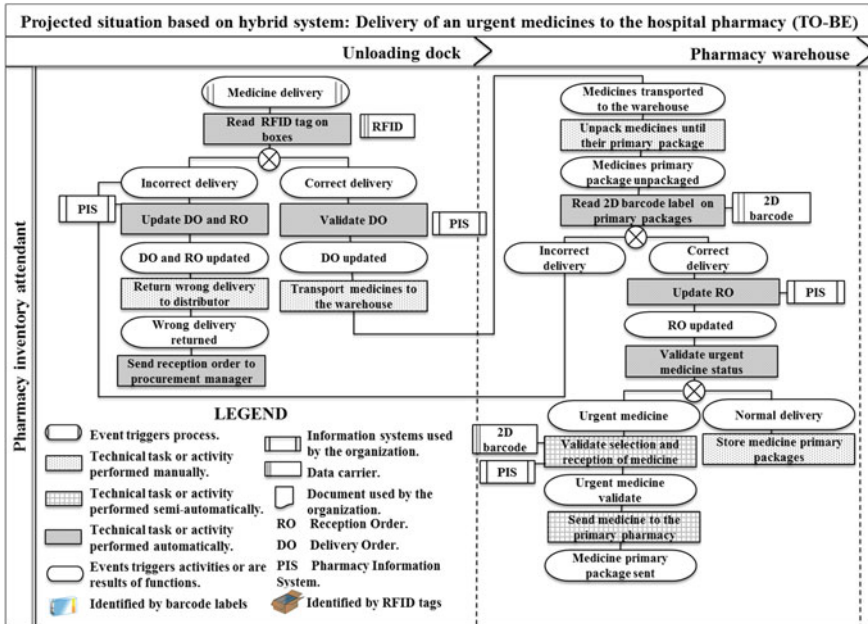 Projected situation based on hybrid system: Delivery of an urgent medicines to the hospital pharmacy (TO-BE)
Unloading dock
Pharmacy warehouse
Pharmacy inventory attendant
Medicine delivery
Read RFID tag on
boxes
RFID
Incorrect delivery
Correct delivery
PIS
Update DO and RO
Validate DO
PIS
DO and RO updated
DO updated
Return wrong delivery
to distributor
Transport medicines to
the warehouse
Wrong delivery
returned
Send reception order to
procurement manager
Medicines transported
to the warehouse
Unpack medicines until
their primary package
Medicines primary
package unpackaged
Read 2D barcode label on
primary packages
2D
barcode
Incorrect
delivery
Correct
delivery
Update RO
PIS
RO updated
Validate urgent
medicine status
Urgent medicine
Normal delivery
2D
barcode
Validate selection and
reception of medicine
Store medicine primary
packages
PIS
Urgent medicine
validate
Send medicine to the
primary pharmacy
Medicine primary
package sent
LEGEND
Event triggers process.
Technical task or activity
performed manually.
Technical task or activity
performed semi-automatically.
Technical task or activity
performed automatically.
Events triggers activities or are
results of functions.
Identified by barcode labels
Information systems used
by the organization.
Data carrier.
Document used by the
organization.
RO Reception Order.
DO Delivery Order.
PIS Pharmacy Information
System.
Identified by RFID tags